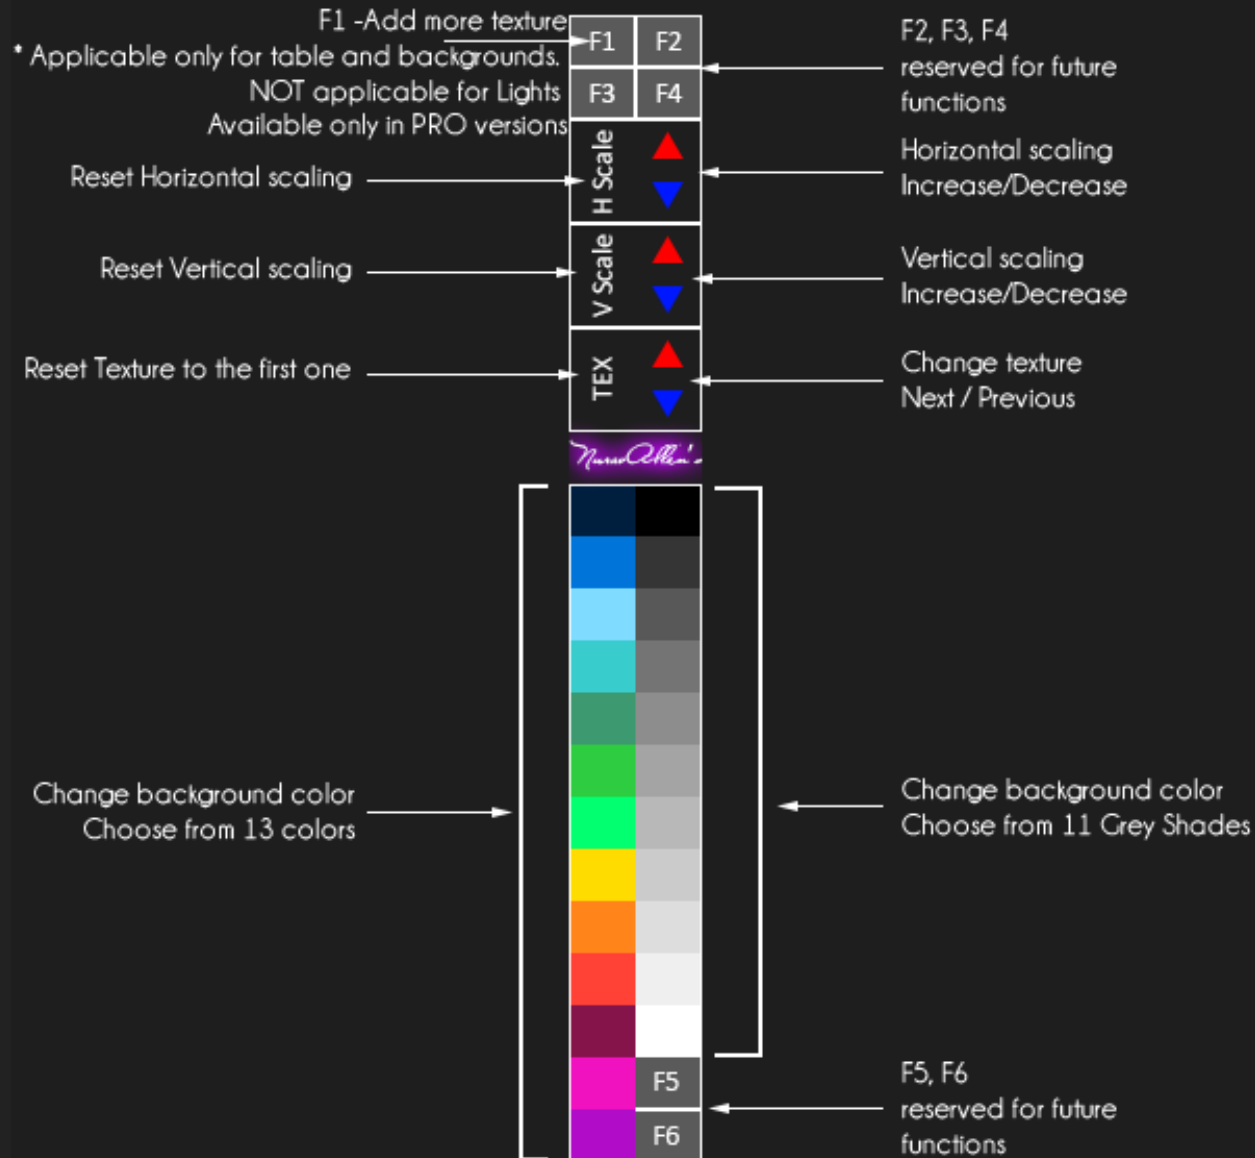 F1 -Add more texture
* Applicable only for table and backgrounds.
NOT applicable for Lights
Available only in PRO versions
F1 F2
F3 F4
F2, F3, F4
reserved for future
functions
Reset Horizontal scaling
H Scale
Horizontal scaling
Increase/Decrease
Reset Vertical scaling
V Scale
Vertical scaling
Increase/Decrease
Reset Texture to the first one
TEX
Change texture
Next / Previous
Change background color
Choose from 13 colors
Change background color
Choose from 11 Grey Shades
F5
F6
F5, F6
reserved for future
functions